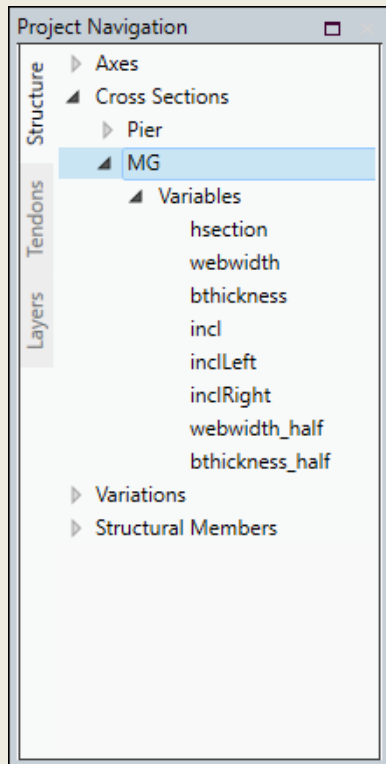 Project Navigation
Structure
Tendons
Layers
Axes
Cross Sections
Pier
MG
Variables
hsection
webwidth
bthickness
incl
inclLeft
inclRight
webwidth_half
bthickness_half
Variations
Structural Members